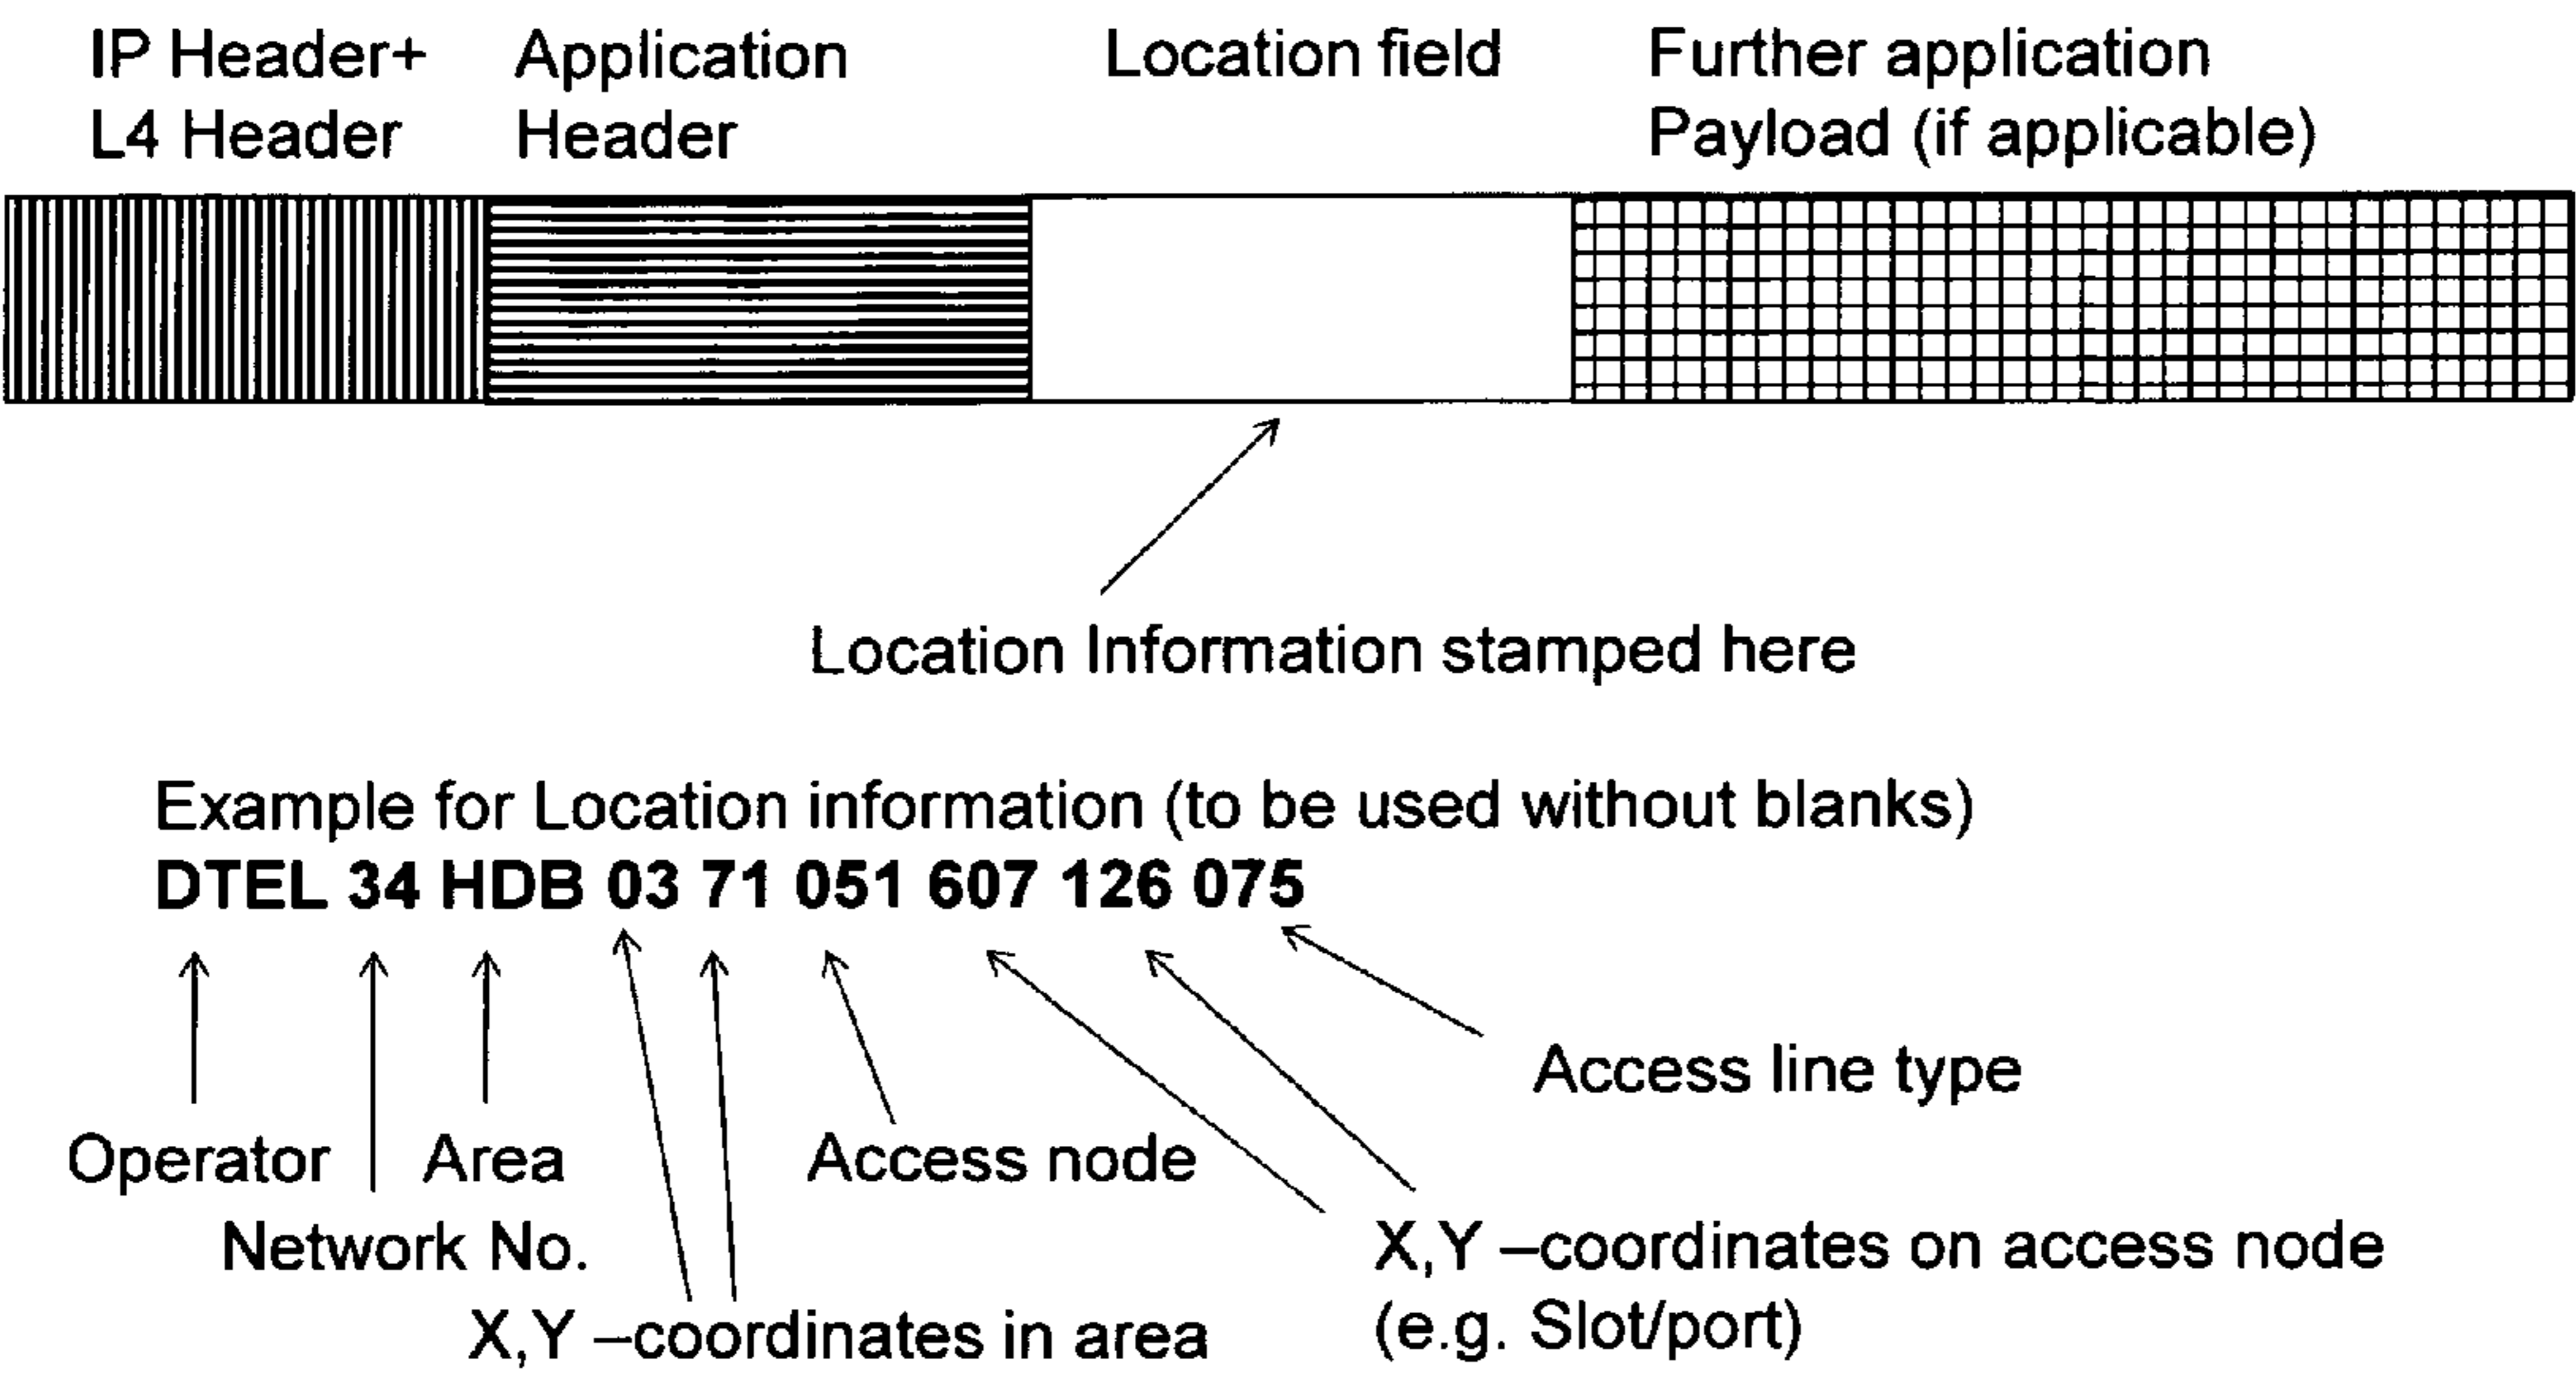 IP Header+
L4 Header
Application
Header
Location field
Further application
Payload (if applicable)
Location Information stamped here
Example for Location information (to be used without blanks)
DTEL 34 HDB 03 71 051 607 126 075
Access line type
Operator
Area
Access node
Network No.
X,Y –coordinates on access node
(e.g. Slot/port)
X,Y –coordinates in area